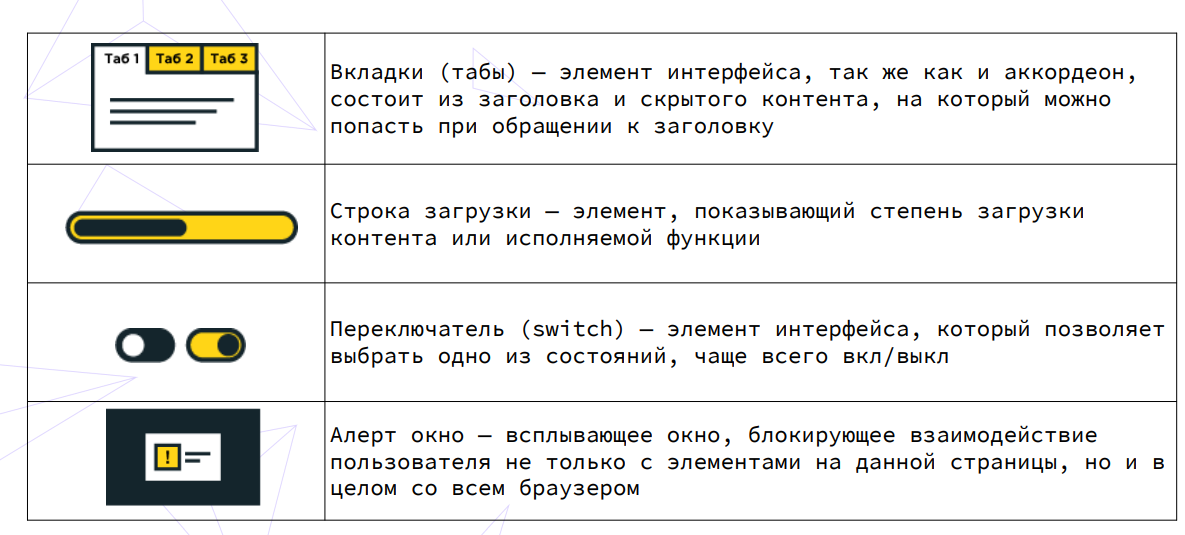 Таб 1 Таб 2 Таб 3
Вкладки (табы) — элемент интерфейса, так же как и аккордеон,
состоит из заголовка и скрытого контента, на который можно
попасть при обращении к заголовку
Строка загрузки — элемент, показывающий степень загрузки
контента или исполняемой функции
Переключатель (switch) — элемент интерфейса, который позволяет
выбрать одно из состояний, чаще всего вкл/выкл
!
Алерт окно — всплывающее окно, блокирующее взаимодействие
пользователя не только с элементами на данной страницы, но и в
целом со всем браузером